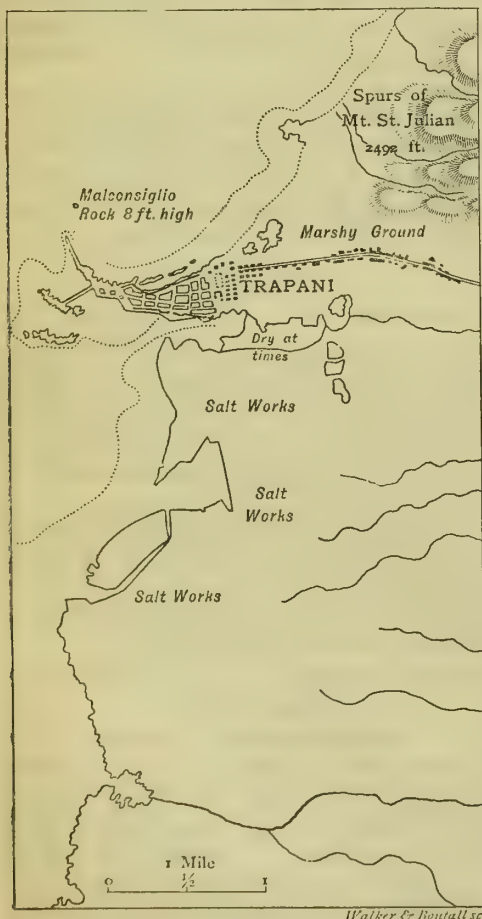 Spurs of
Mt. St. Julian
2492 ft.
Malconsiglio
Rock 8 ft. high
Marshy Ground
TRAPANI
Dry at
times
Salt Works
Salt
Works
Salt Works
1 Mile
0 ½ 1
Walker & Boutall sc.